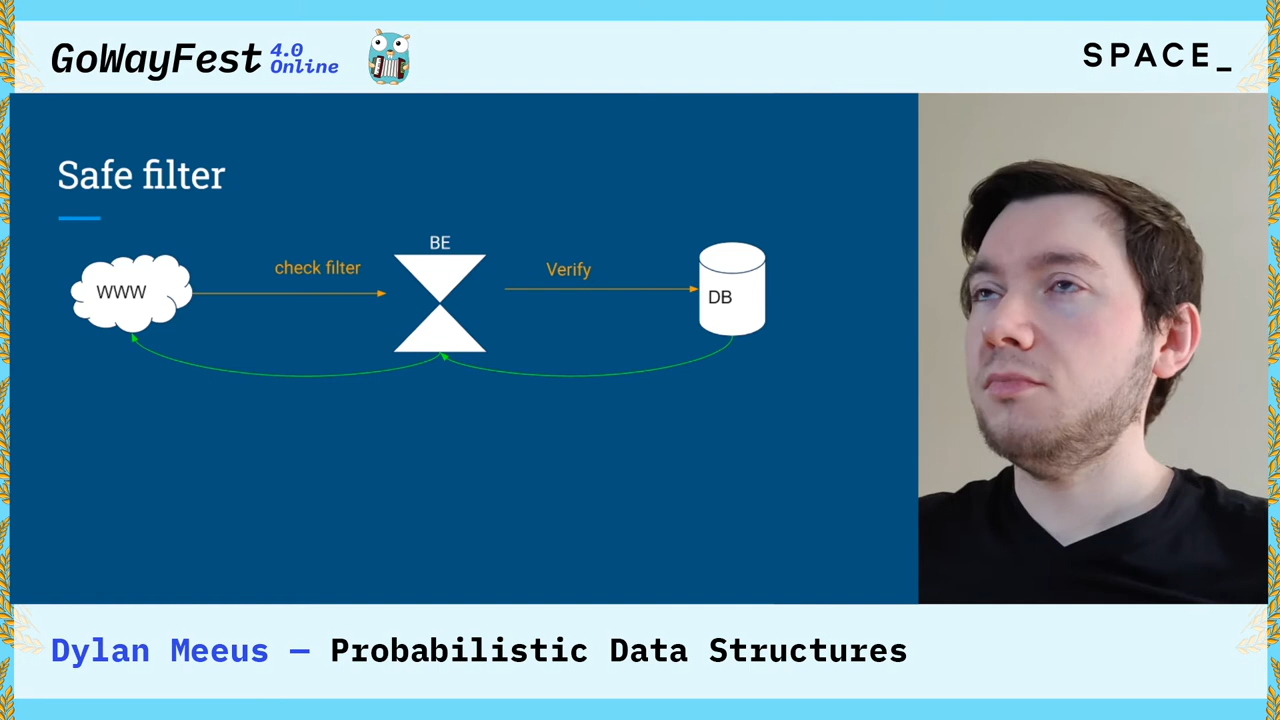 GoWayFest 4.0 Online
SPACE_
Safe filter
BE
check filter
Verify
WWW
DB
Dylan Meeus — Probabilistic Data Structures